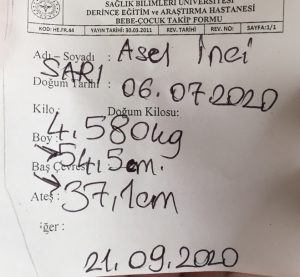 SAĞLIK BİLİMLERİ ÜNİVERSİTESİ
DERİNCE EĞİTİM ve ARAŞTIRMA HASTANESİ
BEBE-ÇOCUK TAKİP FORMU
KOD: HE.FR.64 YAYIN TARİHİ: 30.03.2011 REV. TARİHİ: REV. NO: SAYFA:1/1
Adı - Soyadı : Asel İnci
SARI
Doğum Tarihi : 06.07.2020
Kilo: Doğum Kilosu:
4.580kg
Boy :
54,5cm.
Baş Çevresi:
Ateş : 37,1cm
iğer :
21.09.2020